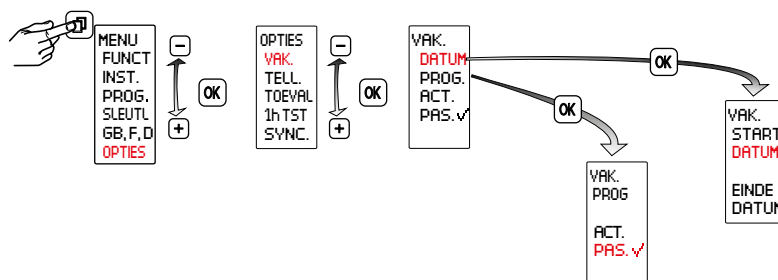 MENU
FUNCT
INST.
PROG.
SLEUTL
GB,F,D
OPTIES
−
OK
+
OPTIES
VAK.
TELL.
TOEVAL
1h TST
SYNC.
−
OK
+
VAK.
DATUM
PROG.
ACT.
PAS.✓
OK
OK
VAK.
PROG
ACT.
PAS.✓
VAK.
START
DATUM
EINDE
DATUM